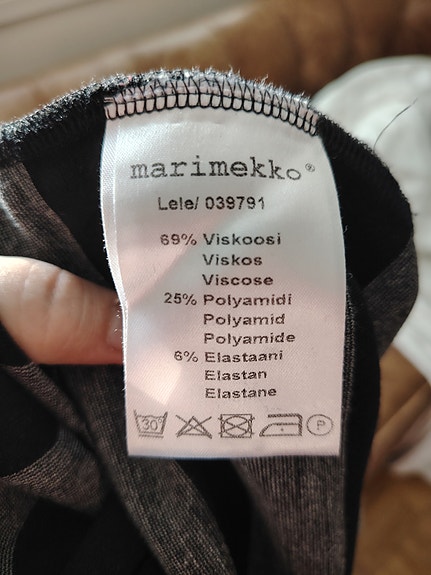 marimekko®
Lele/ 039791
69% Viskoosi
Viskos
Viscose
25% Polyamidi
Polyamid
Polyamide
6% Elastaani
Elastan
Elastane
30° P